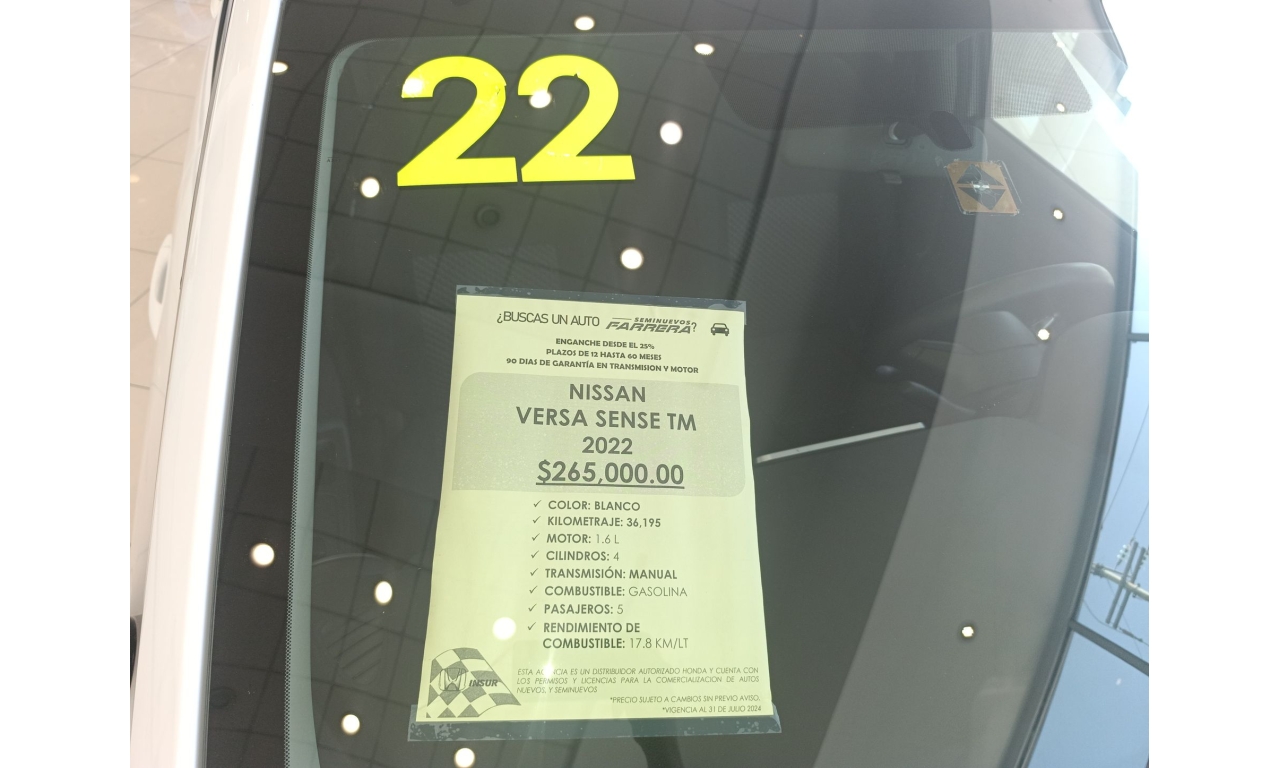 22
¿BUSCAS UN AUTO SEMINUEVOS FARRERA?
ENGANCHE DESDE EL 25%
PLAZOS DE 12 HASTA 60 MESES
90 DIAS DE GARANTÍA EN TRANSMISION Y MOTOR
NISSAN
VERSA SENSE TM
2022
$265,000.00
✓ COLOR: BLANCO
✓ KILOMETRAJE: 36,195
✓ MOTOR: 1.6 L
✓ CILINDROS: 4
✓ TRANSMISIÓN: MANUAL
✓ COMBUSTIBLE: GASOLINA
✓ PASAJEROS: 5
✓ RENDIMIENTO DE
COMBUSTIBLE: 17.8 KM/LT
INSUR
ESTA AGENCIA ES UN DISTRIBUIDOR AUTORIZADO HONDA Y CUENTA CON
LOS PERMISOS Y LICENCIAS PARA LA COMERCIALIZACION DE AUTOS
NUEVOS, Y SEMINUEVOS
*PRECIO SUJETO A CAMBIOS SIN PREVIO AVISO.
*VIGENCIA AL 31 DE JULIO 2024